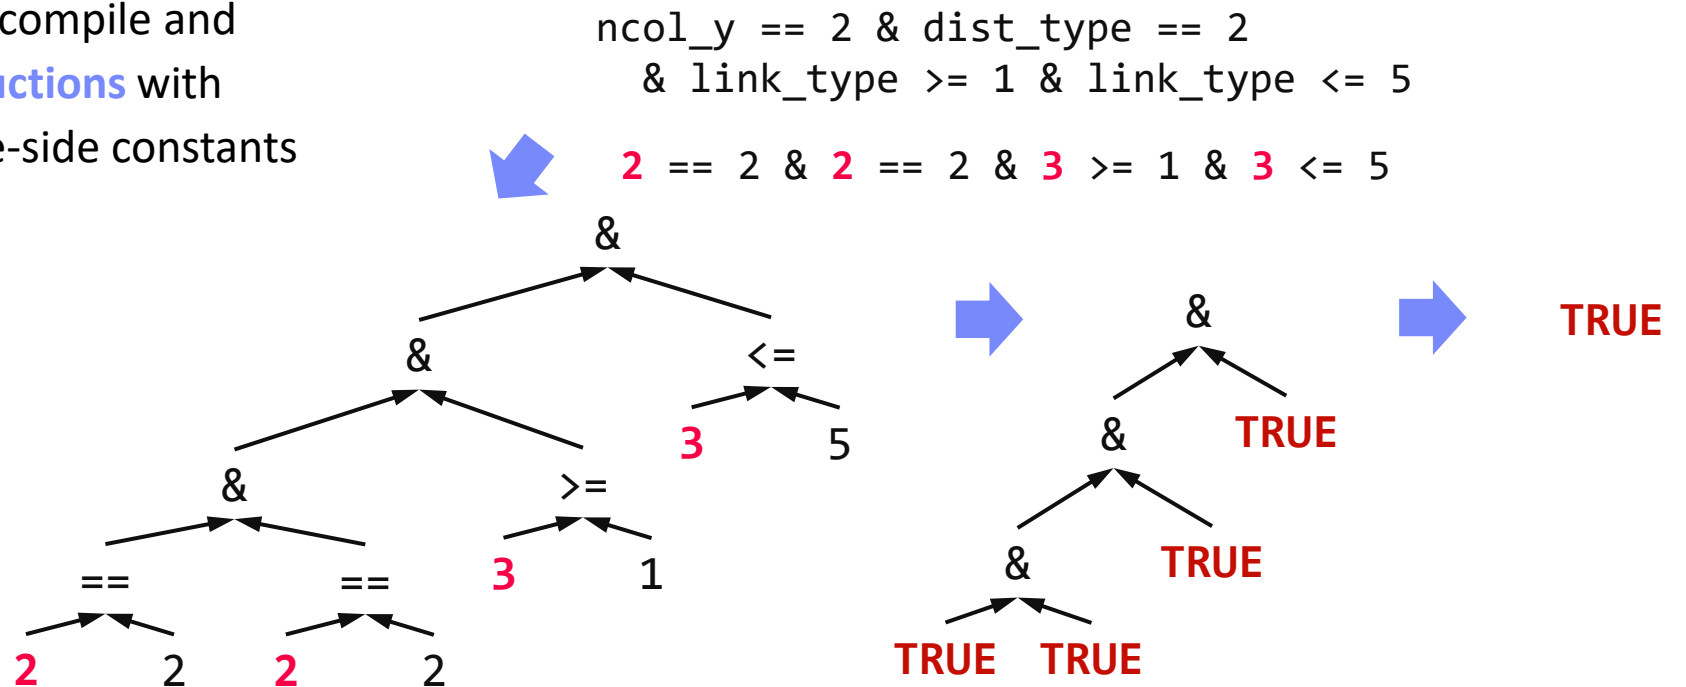 compile and
uctions with
e-side constants
ncol_y == 2 & dist_type == 2
& link_type >= 1 & link_type <= 5
2 == 2 & 2 == 2 & 3 >= 1 & 3 <= 5
&
& <=
3 5
& >=
3 1
== ==
2 2 2 2
&
& TRUE
& TRUE
TRUE TRUE
TRUE